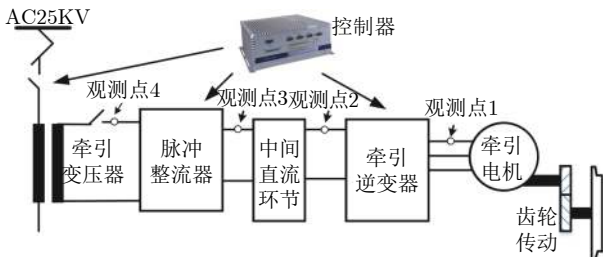 AC25KV
控制器
观测点4
观测点3
观测点2
观测点1
牵引
变压器
脉冲
整流器
中间
直流
环节
牵引
逆变器
牵引
电机
齿轮
传动